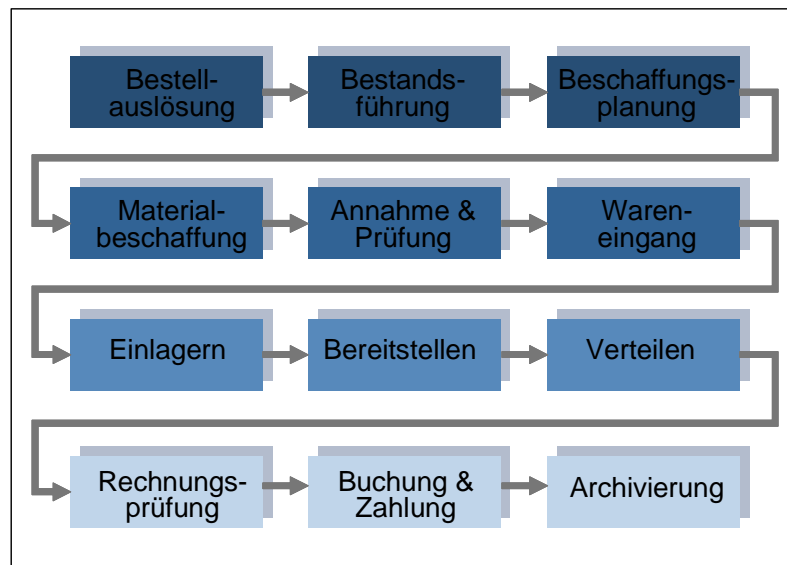 Bestell-
auslösung
Bestands-
führung
Beschaffungs-
planung
Material-
beschaffung
Annahme &
Prüfung
Waren-
eingang
Einlagern
Bereitstellen
Verteilen
Rechnungs-
prüfung
Buchung &
Zahlung
Archivierung